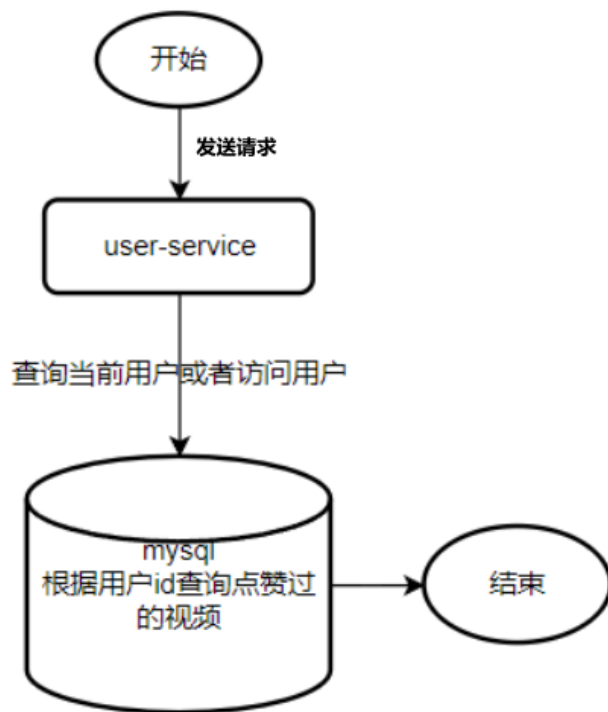 开始
发送请求
user-service
查询当前用户或者访问用户
mysql
根据用户id查询点赞过
的视频
结束